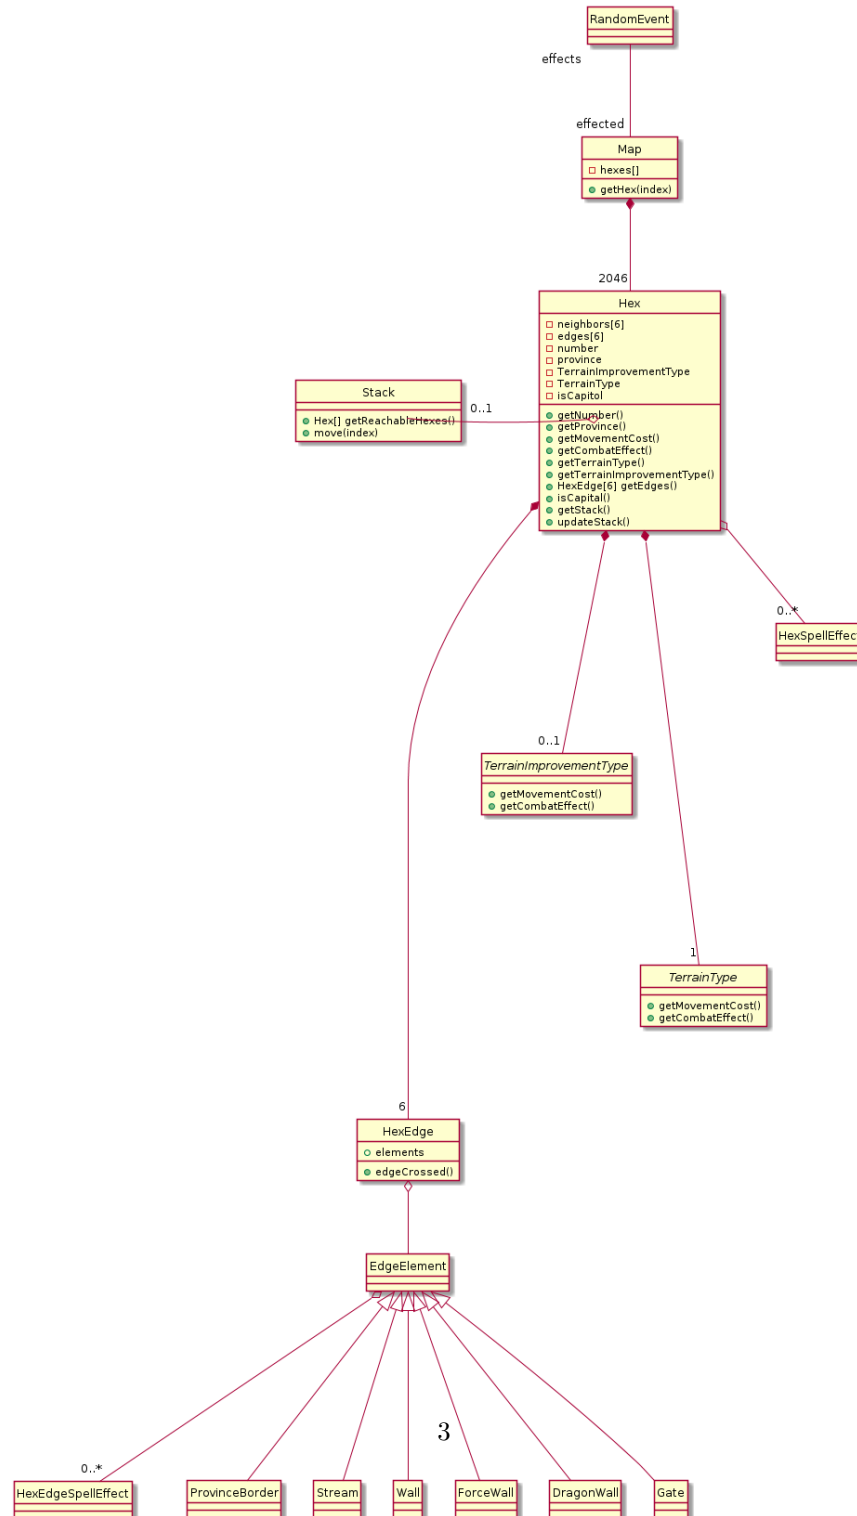 RandomEvent
effects
effected
Map
hexes[]
getHex(index)
2046
Hex
neighbors[6]
edges[6]
number
province
TerrainImprovementType
TerrainType
isCapitol
getNumber()
getProvince()
getMovementCost()
getCombatEffect()
getTerrainType()
getTerrainImprovementType()
HexEdge[6] getEdges()
isCapital()
getStack()
updateStack()
Stack
Hex[] getReachableHexes()
move(index)
0..1
0..*
HexSpellEffect
0..1
TerrainImprovementType
getMovementCost()
getCombatEffect()
1
TerrainType
getMovementCost()
getCombatEffect()
6
HexEdge
elements
edgeCrossed()
EdgeElement
3
0..*
HexEdgeSpellEffect
ProvinceBorder
Stream
Wall
ForceWall
DragonWall
Gate